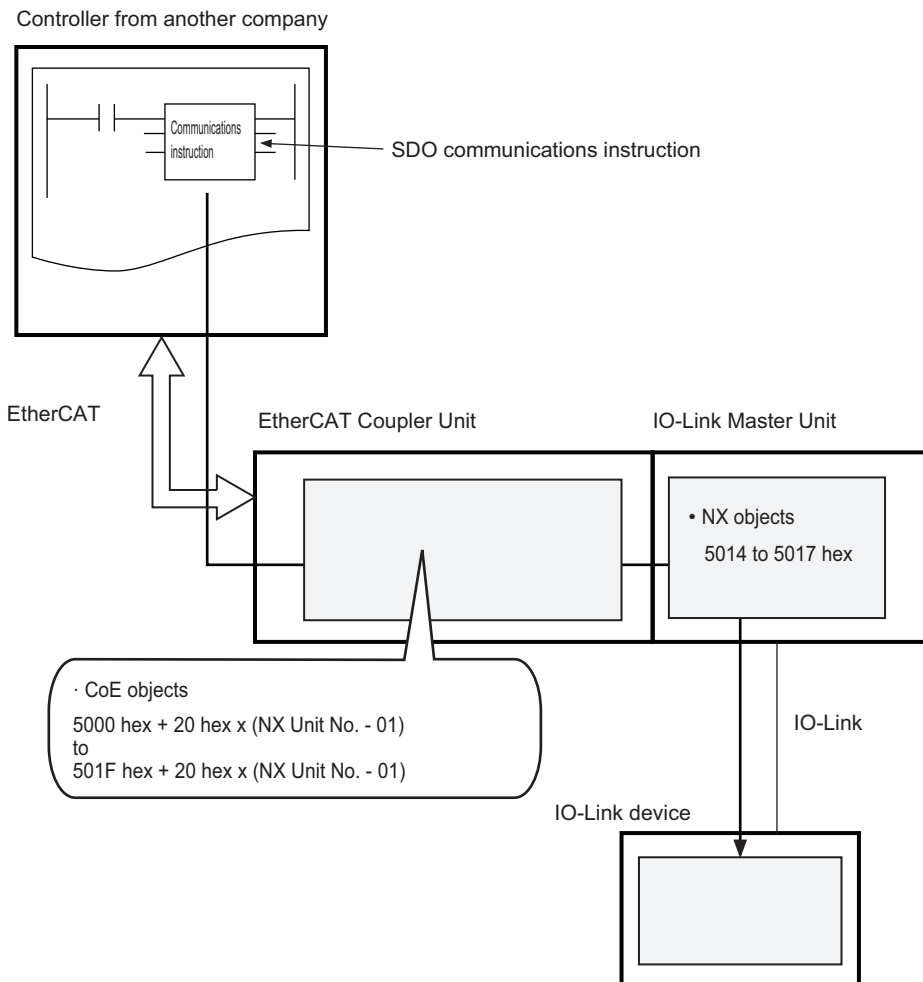 Controller from another company
Communications
instruction
SDO communications instruction
EtherCAT
EtherCAT Coupler Unit
IO-Link Master Unit
• NX objects
5014 to 5017 hex
· CoE objects
5000 hex + 20 hex x (NX Unit No. - 01)
to
501F hex + 20 hex x (NX Unit No. - 01)
IO-Link
IO-Link device